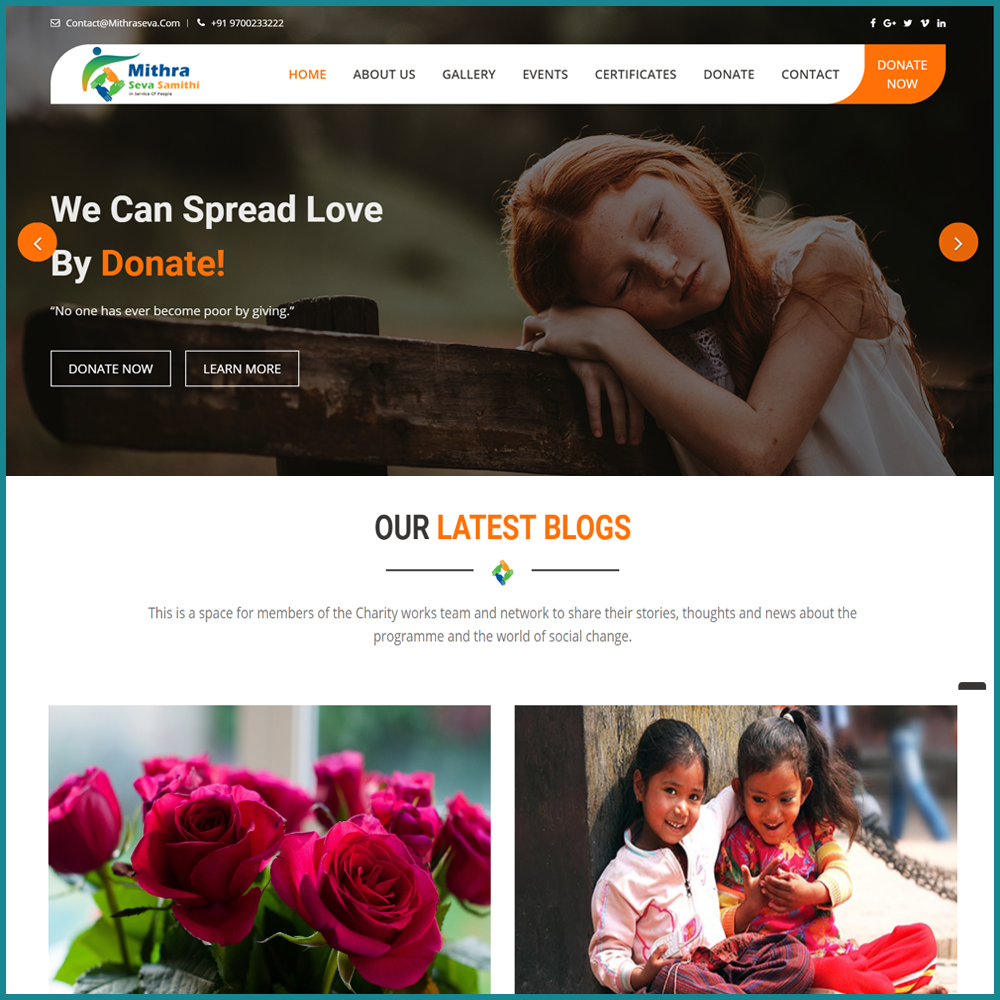 Contact@Mithraseva.Com | +91 9700233222
Mithra
Seva Samithi
In Service Of People
HOME ABOUT US GALLERY EVENTS CERTIFICATES DONATE CONTACT
DONATE
NOW
We Can Spread Love
By Donate!
“No one has ever become poor by giving.”
DONATE NOW LEARN MORE
OUR LATEST BLOGS
This is a space for members of the Charity works team and network to share their stories, thoughts and news about the
programme and the world of social change.